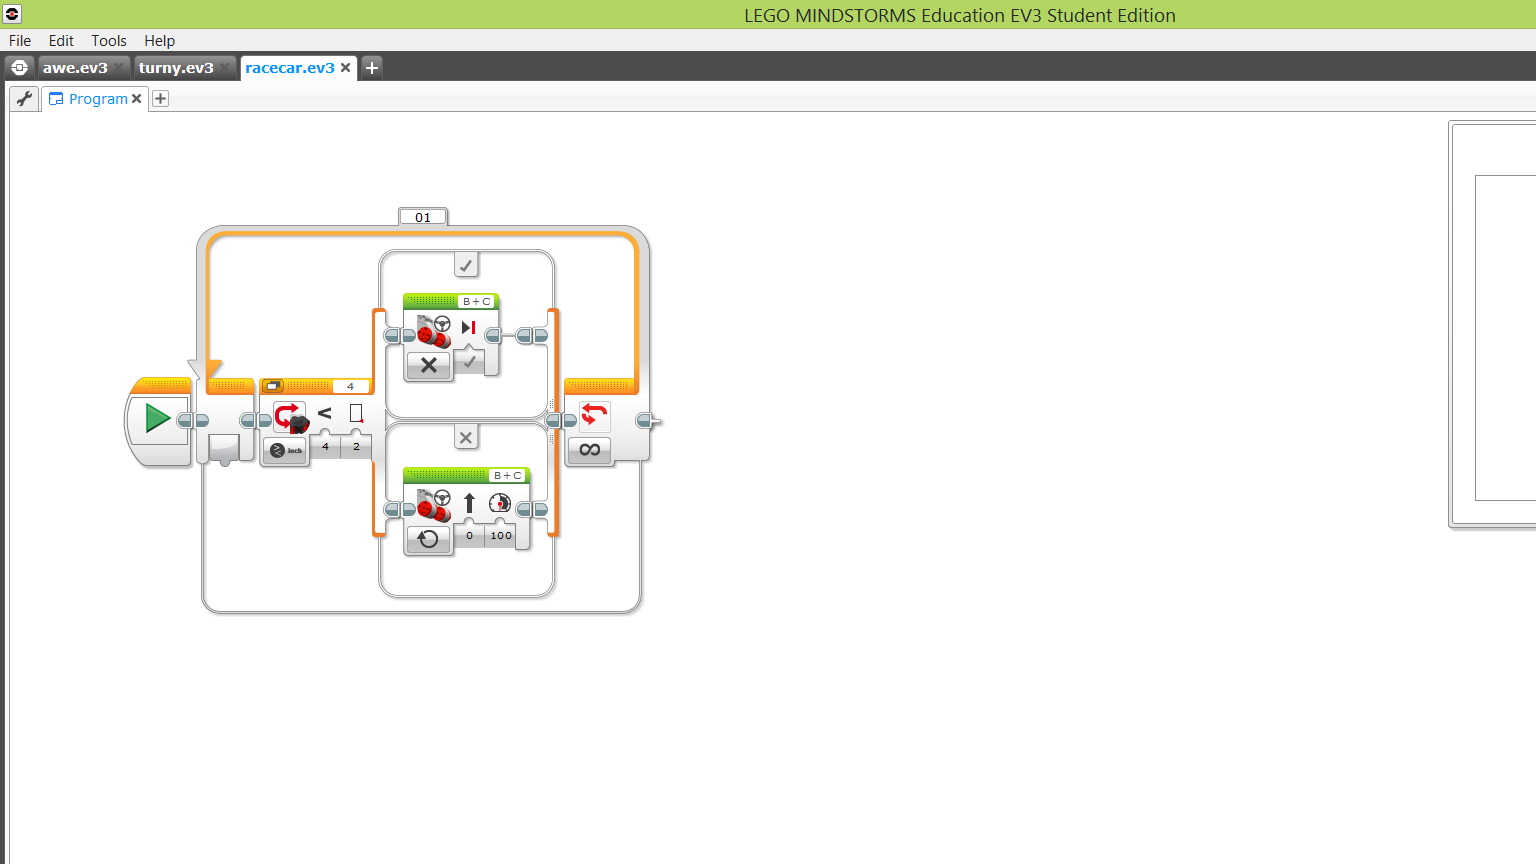 LEGO MINDSTORMS Education EV3 Student Edition
File Edit Tools Help
awe.ev3 turny.ev3 racecar.ev3
Program
01
B+C
4
<
inch 4 2
B+C
0 100